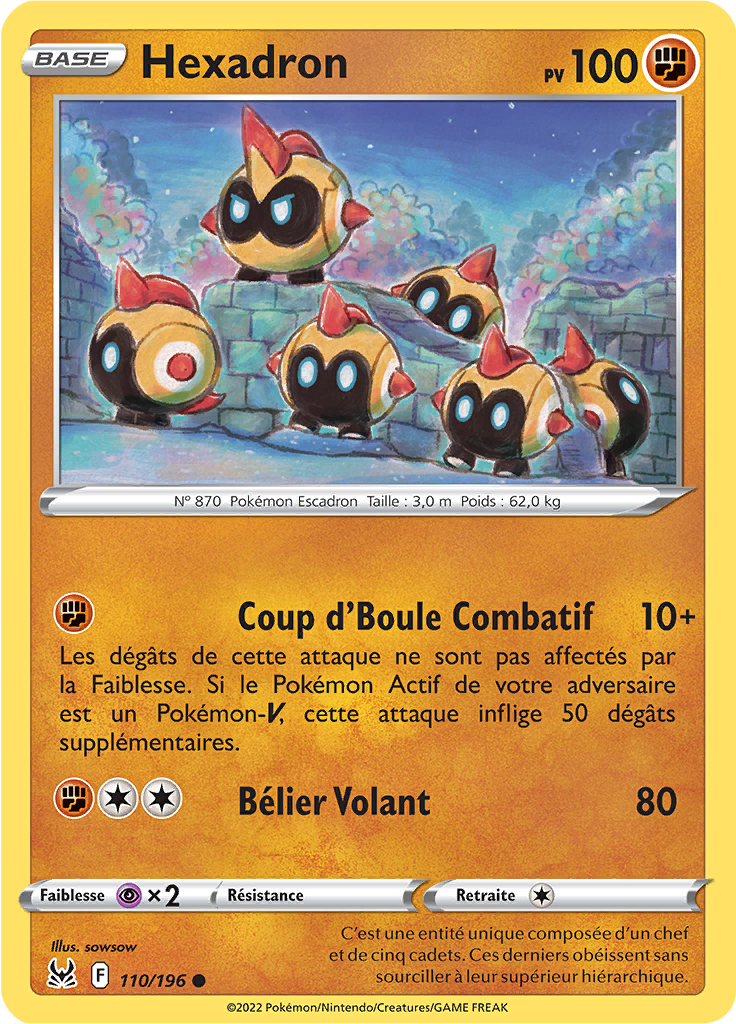 BASE Hexadron PV 100
N° 870 Pokémon Escadron Taille : 3,0 m Poids : 62,0 kg
Coup d'Boule Combatif 10+
Les dégâts de cette attaque ne sont pas affectés par
la Faiblesse. Si le Pokémon Actif de votre adversaire
est un Pokémon-V, cette attaque inflige 50 dégâts
supplémentaires.
Bélier Volant 80
Faiblesse ×2 Résistance Retraite
Illus. sowsow
C'est une entité unique composée d'un chef
et de cinq cadets. Ces derniers obéissent sans
sourciller à leur supérieur hiérarchique.
F 110/196
©2022 Pokémon/Nintendo/Creatures/GAME FREAK